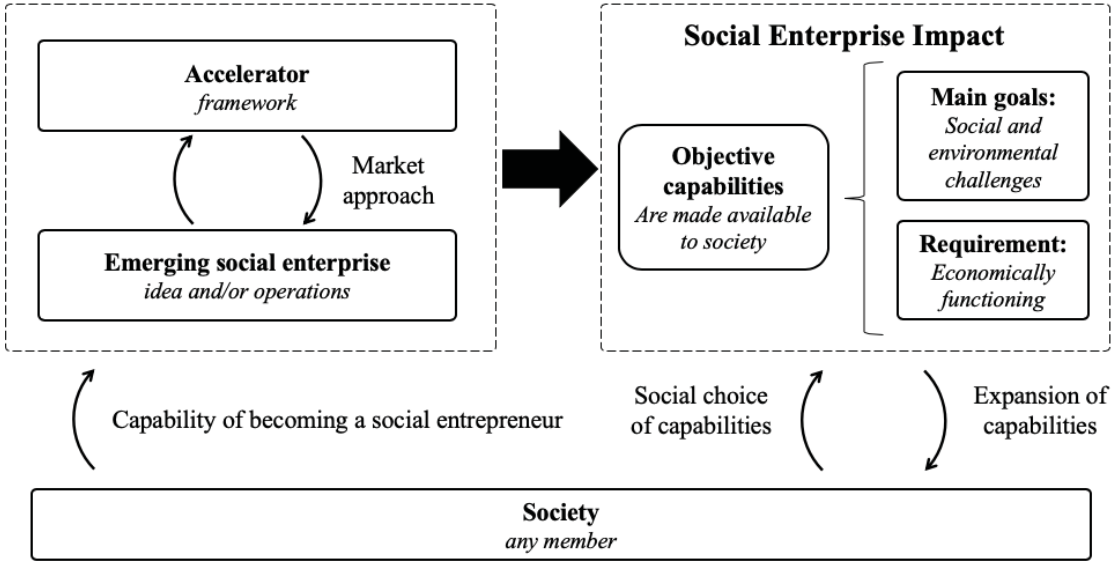 Accelerator
framework
Market
approach
Emerging social enterprise
idea and/or operations
Social Enterprise Impact
Objective
capabilities
Are made available
to society
Main goals:
Social and
environmental
challenges
Requirement:
Economically
functioning
Capability of becoming a social entrepreneur
Social choice
of capabilities
Expansion of
capabilities
Society
any member